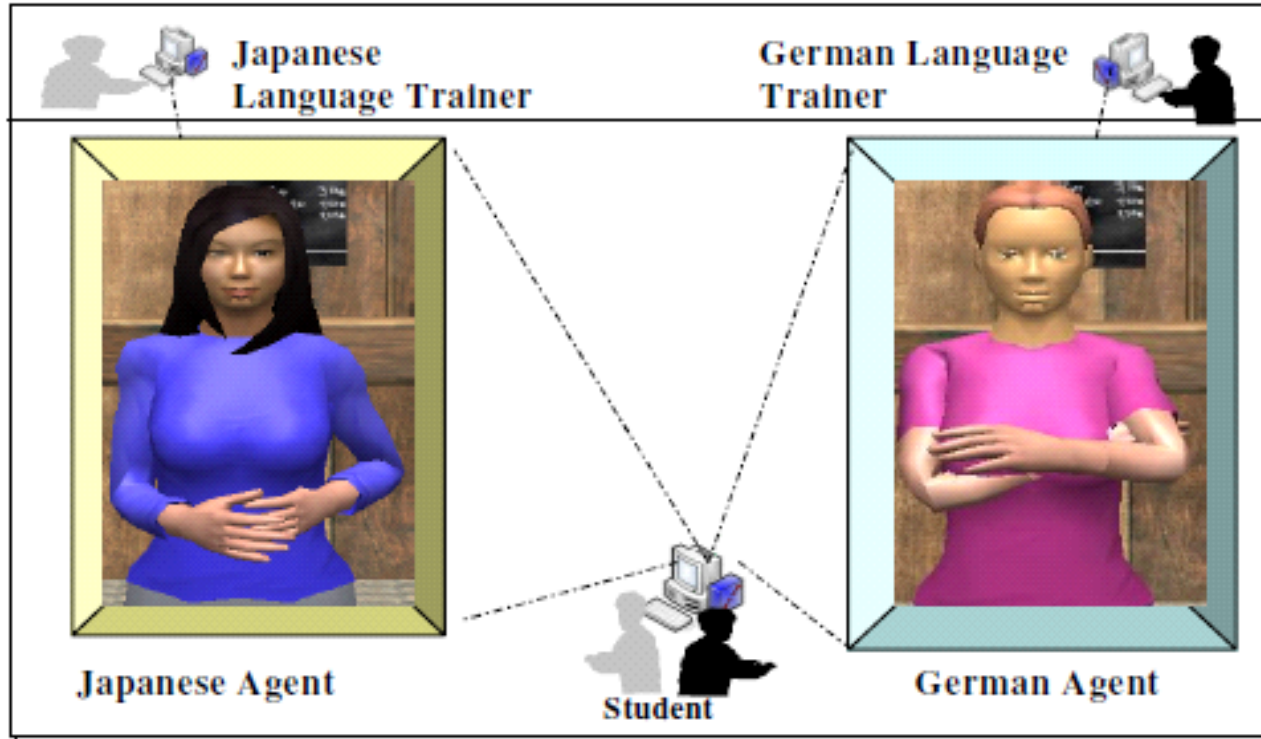 Japanese
Language Trainer
German Language
Trainer
Japanese Agent
German Agent
Student